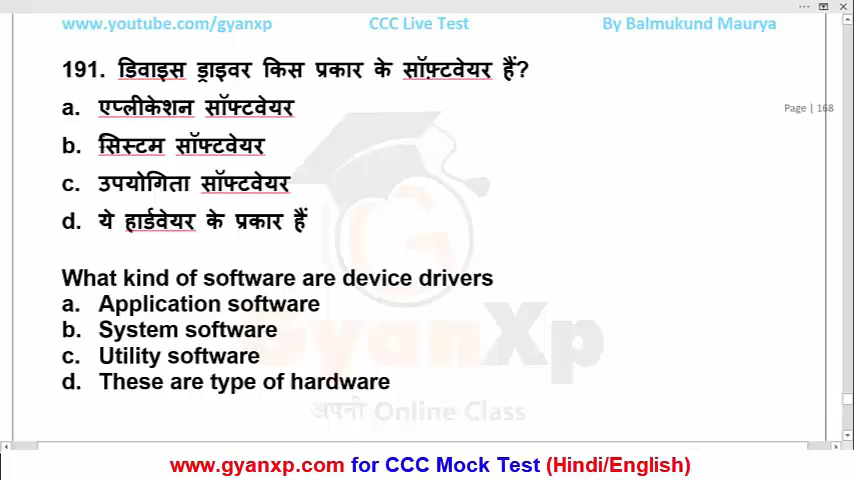 www.youtube.com/gyanxp CCC Live Test By Balmukund Maurya
191. डिवाइस ड्राइवर किस प्रकार के सॉफ़्टवेयर हैं?
a. एप्लीकेशन सॉफ्टवेयर
Page | 168
b. सिस्टम सॉफ्टवेयर
c. उपयोगिता सॉफ्टवेयर
d. ये हार्डवेयर के प्रकार हैं
What kind of software are device drivers
a. Application software
b. System software
c. Utility software
d. These are type of hardware
GyanXp
अपनी Online Class
www.gyanxp.com for CCC Mock Test (Hindi/English)